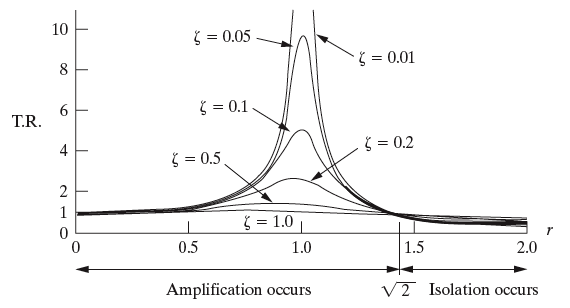 10
ζ = 0.05
ζ = 0.01
8
ζ = 0.1
6
T.R.
ζ = 0.2
4
ζ = 0.5
2
1
ζ = 1.0
0
r
0 0.5 1.0 1.5 2.0
Amplification occurs √2 Isolation occurs